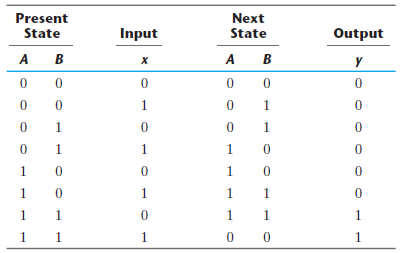 Present Next
State Input State Output
A B x A B y
0 0 0 0 0 0
0 0 1 0 1 0
0 1 0 0 1 0
0 1 1 1 0 0
1 0 0 1 0 0
1 0 1 1 1 0
1 1 0 1 1 1
1 1 1 0 0 1